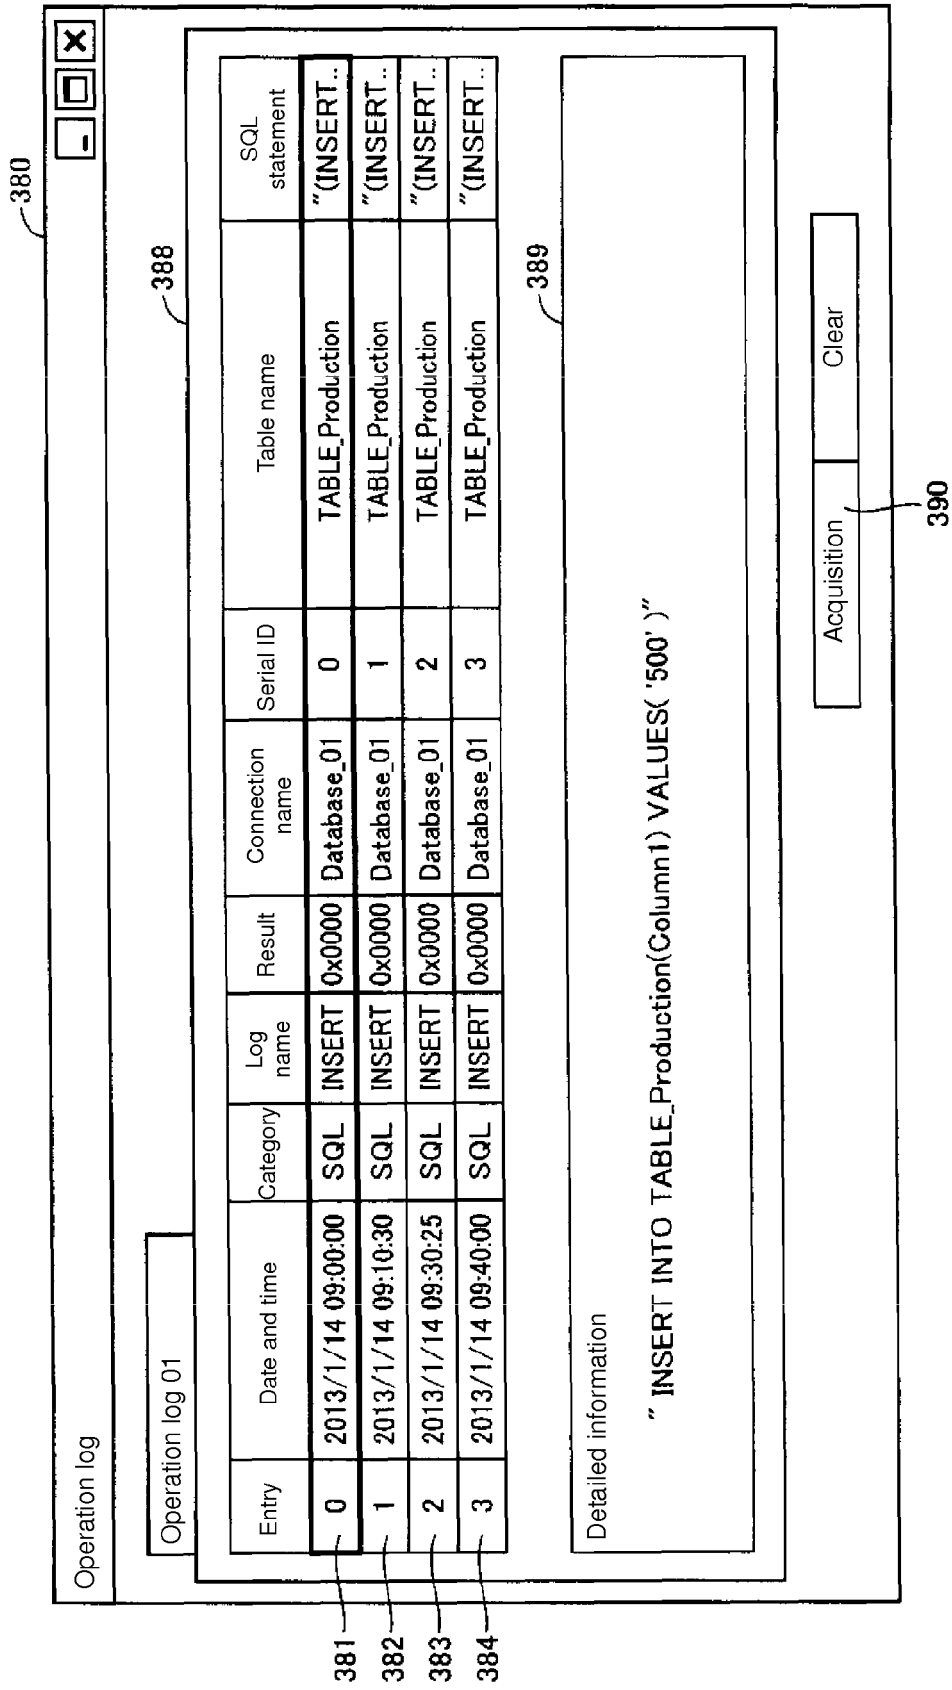 380
Operation log
Operation log 01
388
Entry Date and time Category Log name Result Connection name Serial ID Table name SQL statement
381 0 2013/1/14 09:00:00 SQL INSERT 0x0000 Database_01 0 TABLE_Production "(INSERT..
382 1 2013/1/14 09:10:30 SQL INSERT 0x0000 Database_01 1 TABLE_Production "(INSERT..
383 2 2013/1/14 09:30:25 SQL INSERT 0x0000 Database_01 2 TABLE_Production "(INSERT..
384 3 2013/1/14 09:40:00 SQL INSERT 0x0000 Database_01 3 TABLE_Production "(INSERT..
389
Detailed information
" INSERT INTO TABLE_Production(Column1) VALUES( '500' )"
Acquisition Clear
390